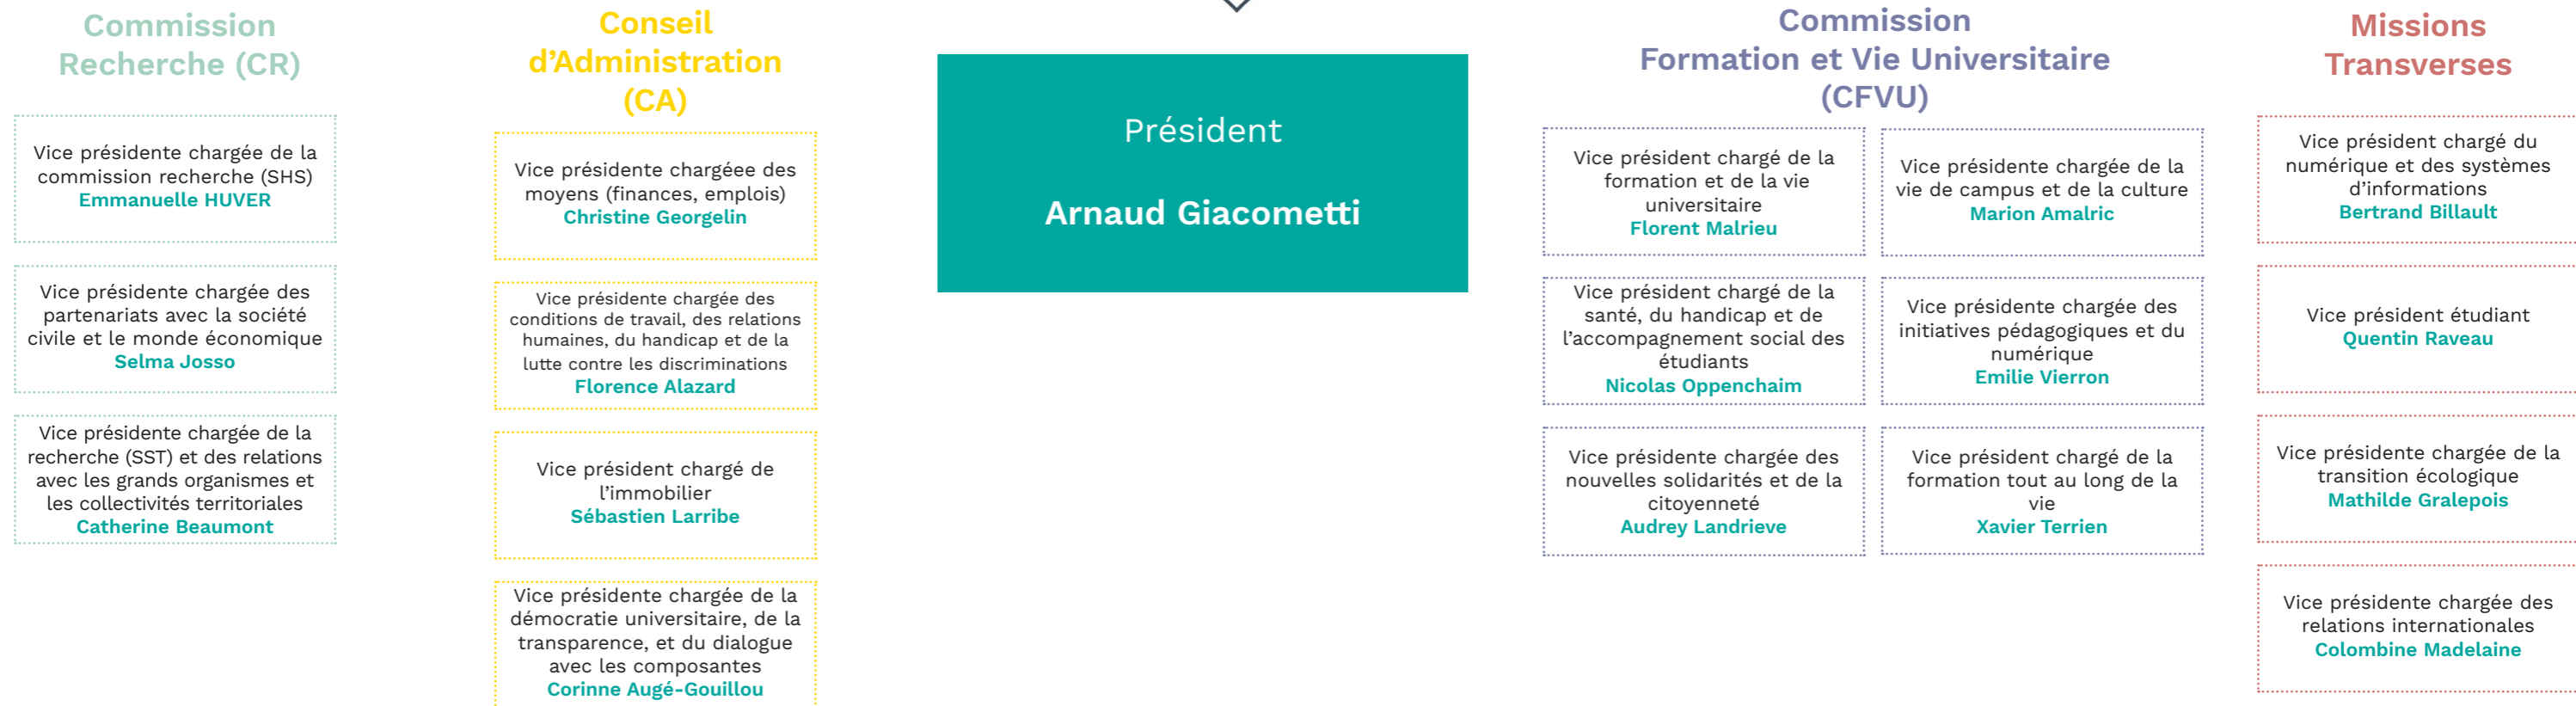 Commission
Recherche (CR)
Vice présidente chargée de la
commission recherche (SHS)
Emmanuelle HUVER
Vice présidente chargée des
partenariats avec la société
civile et le monde économique
Selma Josso
Vice présidente chargée de la
recherche (SST) et des relations
avec les grands organismes et
les collectivités territoriales
Catherine Beaumont
Conseil
d’Administration
(CA)
Vice présidente chargéee des
moyens (finances, emplois)
Christine Georgelin
Vice présidente chargée des
conditions de travail, des relations
humaines, du handicap et de la
lutte contre les discriminations
Florence Alazard
Vice président chargé de
l’immobilier
Sébastien Larribe
Vice présidente chargée de la
démocratie universitaire, de la
transparence, et du dialogue
avec les composantes
Corinne Augé-Gouillou
Président
Arnaud Giacometti
Commission
Formation et Vie Universitaire
(CFVU)
Vice président chargé de la
formation et de la vie
universitaire
Florent Malrieu
Vice présidente chargée de la
vie de campus et de la culture
Marion Amalric
Vice président chargé de la
santé, du handicap et de
l’accompagnement social des
étudiants
Nicolas Oppenchaim
Vice présidente chargée des
initiatives pédagogiques et du
numérique
Emilie Vierron
Vice présidente chargée des
nouvelles solidarités et de la
citoyenneté
Audrey Landrieve
Vice président chargé de la
formation tout au long de la
vie
Xavier Terrien
Missions
Transverses
Vice président chargé du
numérique et des systèmes
d’informations
Bertrand Billault
Vice président étudiant
Quentin Raveau
Vice présidente chargée de la
transition écologique
Mathilde Gralepois
Vice présidente chargée des
relations internationales
Colombine Madelaine